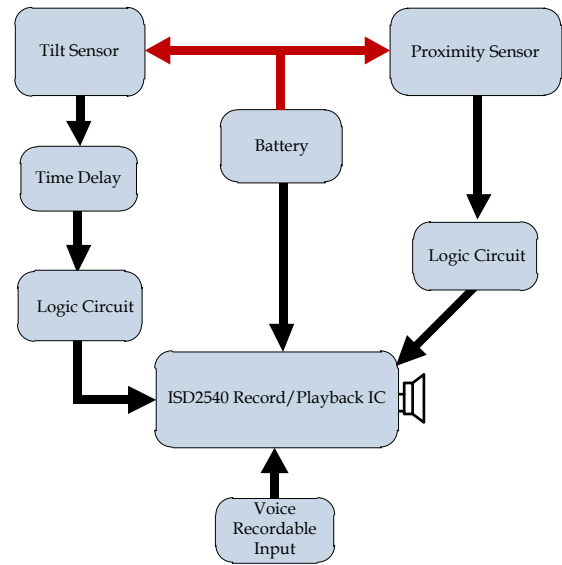 Tilt Sensor
Proximity Sensor
Battery
Time Delay
Logic Circuit
Logic Circuit
ISD2540 Record/Playback IC
Voice
Recordable
Input